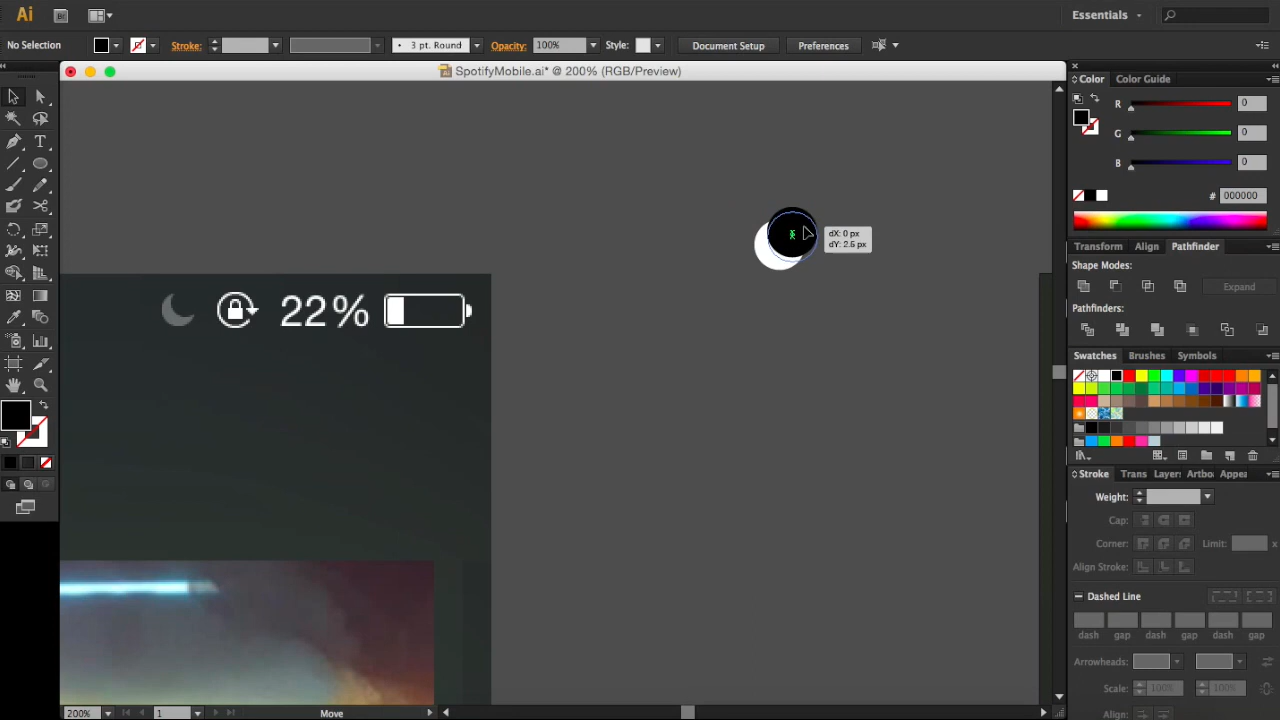 Ai
Br
Essentials
No Selection
Stroke:
3 pt. Round
Opacity:
100%
Style:
Document Setup
Preferences
SpotifyMobile.ai* @ 200% (RGB/Preview)
T
dX: 0 px
dY: 2.5 px
22%
Color
Color Guide
R
0
G
0
B
0
#
000000
Transform
Align
Pathfinder
Shape Modes:
Expand
Pathfinders:
Swatches
Brushes
Symbols
Stroke
Trans
Layers
Artbo
Appea
Weight:
Cap:
Corner:
Limit:
x
Align Stroke:
Dashed Line
dash
gap
dash
gap
dash
gap
Arrowheads:
Scale:
100%
100%
Align:
200%
1
Move